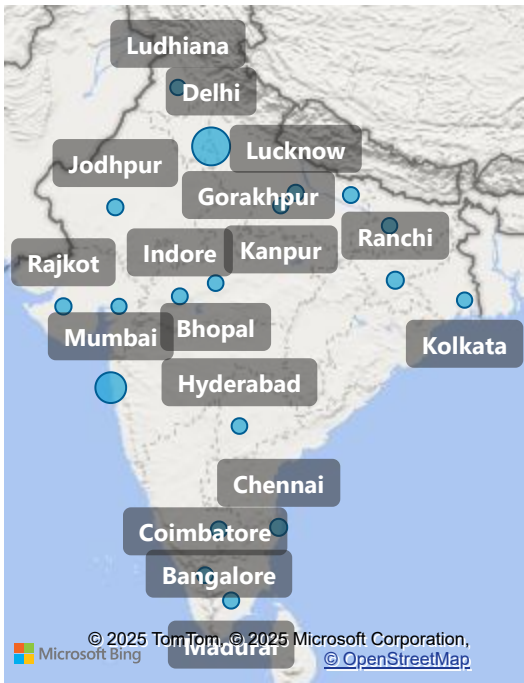 Ludhiana
Delhi
Lucknow
Jodhpur
Gorakhpur
Ranchi
Kanpur
Indore
Rajkot
Bhopal
Mumbai
Kolkata
Hyderabad
Chennai
Coimbatore
Bangalore
Madurai
© 2025 TomTom, © 2025 Microsoft Corporation,
Microsoft Bing
© OpenStreetMap